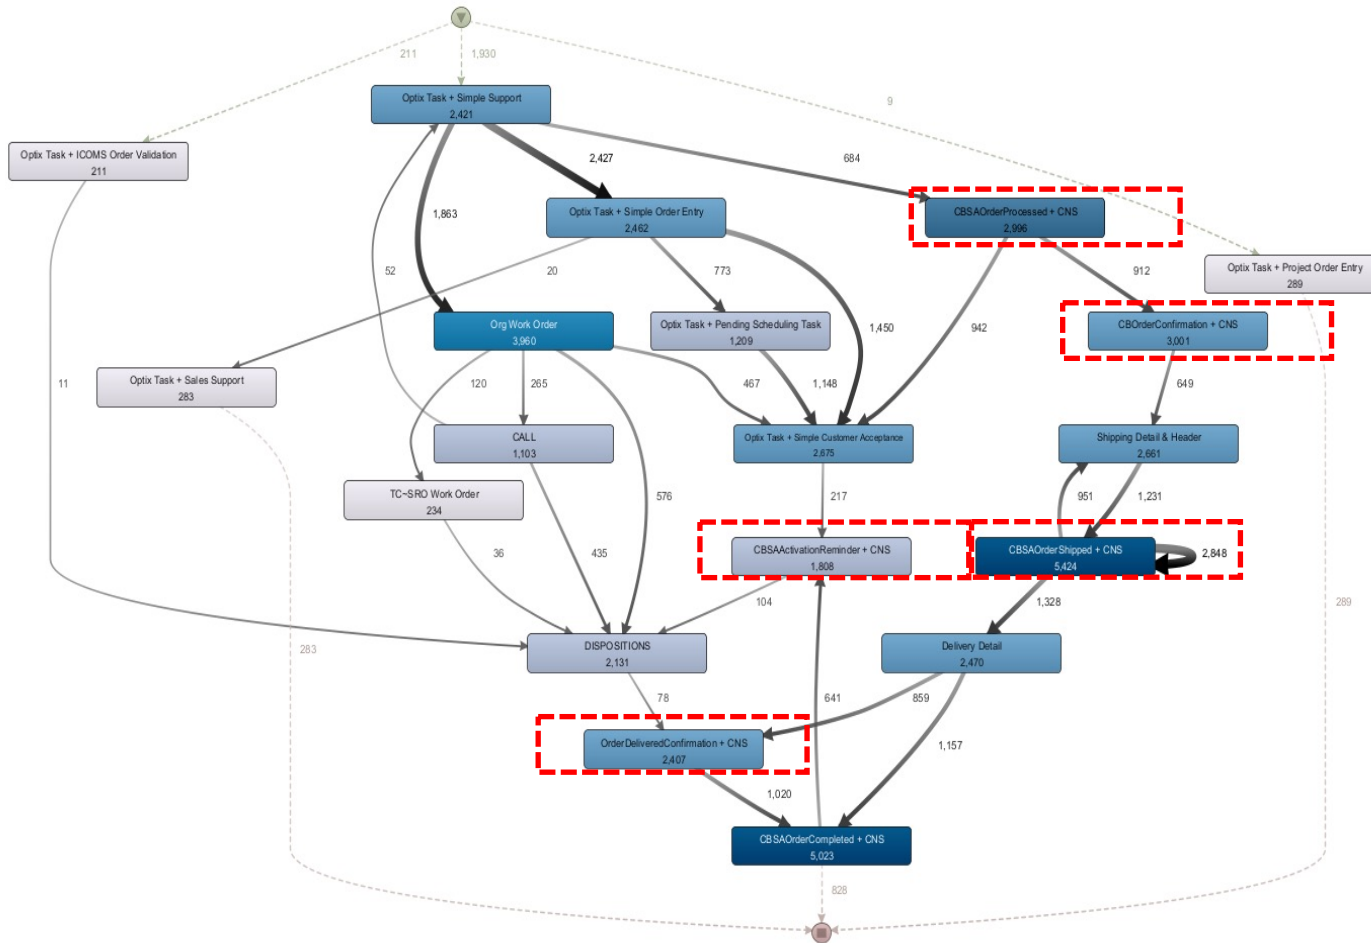 211
1,930
9
Optix Task + Simple Support
2,421
Optix Task + ICOMS Order Validation
211
2,427
684
1,863
Optix Task + Simple Order Entry
2,462
CBSAOrderProcessed + CNS
2,996
52
20
773
912
Optix Task + Project Order Entry
289
Org Work Order
3,960
Optix Task + Pending Scheduling Task
1,209
1,450
942
CBOrderConfirmation + CNS
3,001
11
Optix Task + Sales Support
283
120
265
467
1,148
649
CALL
1,103
Optix Task + Simple Customer Acceptance
2,675
Shipping Detail & Header
2,661
TC~SRO Work Order
234
576
217
951
1,231
36
435
CBSAActivationReminder + CNS
1,808
CBSAOrderShipped + CNS
5,424
2,848
104
1,328
289
283
DISPOSITIONS
2,131
Delivery Detail
2,470
78
641
859
OrderDeliveredConfirmation + CNS
2,407
1,157
1,020
CBSAOrderCompleted + CNS
5,023
828